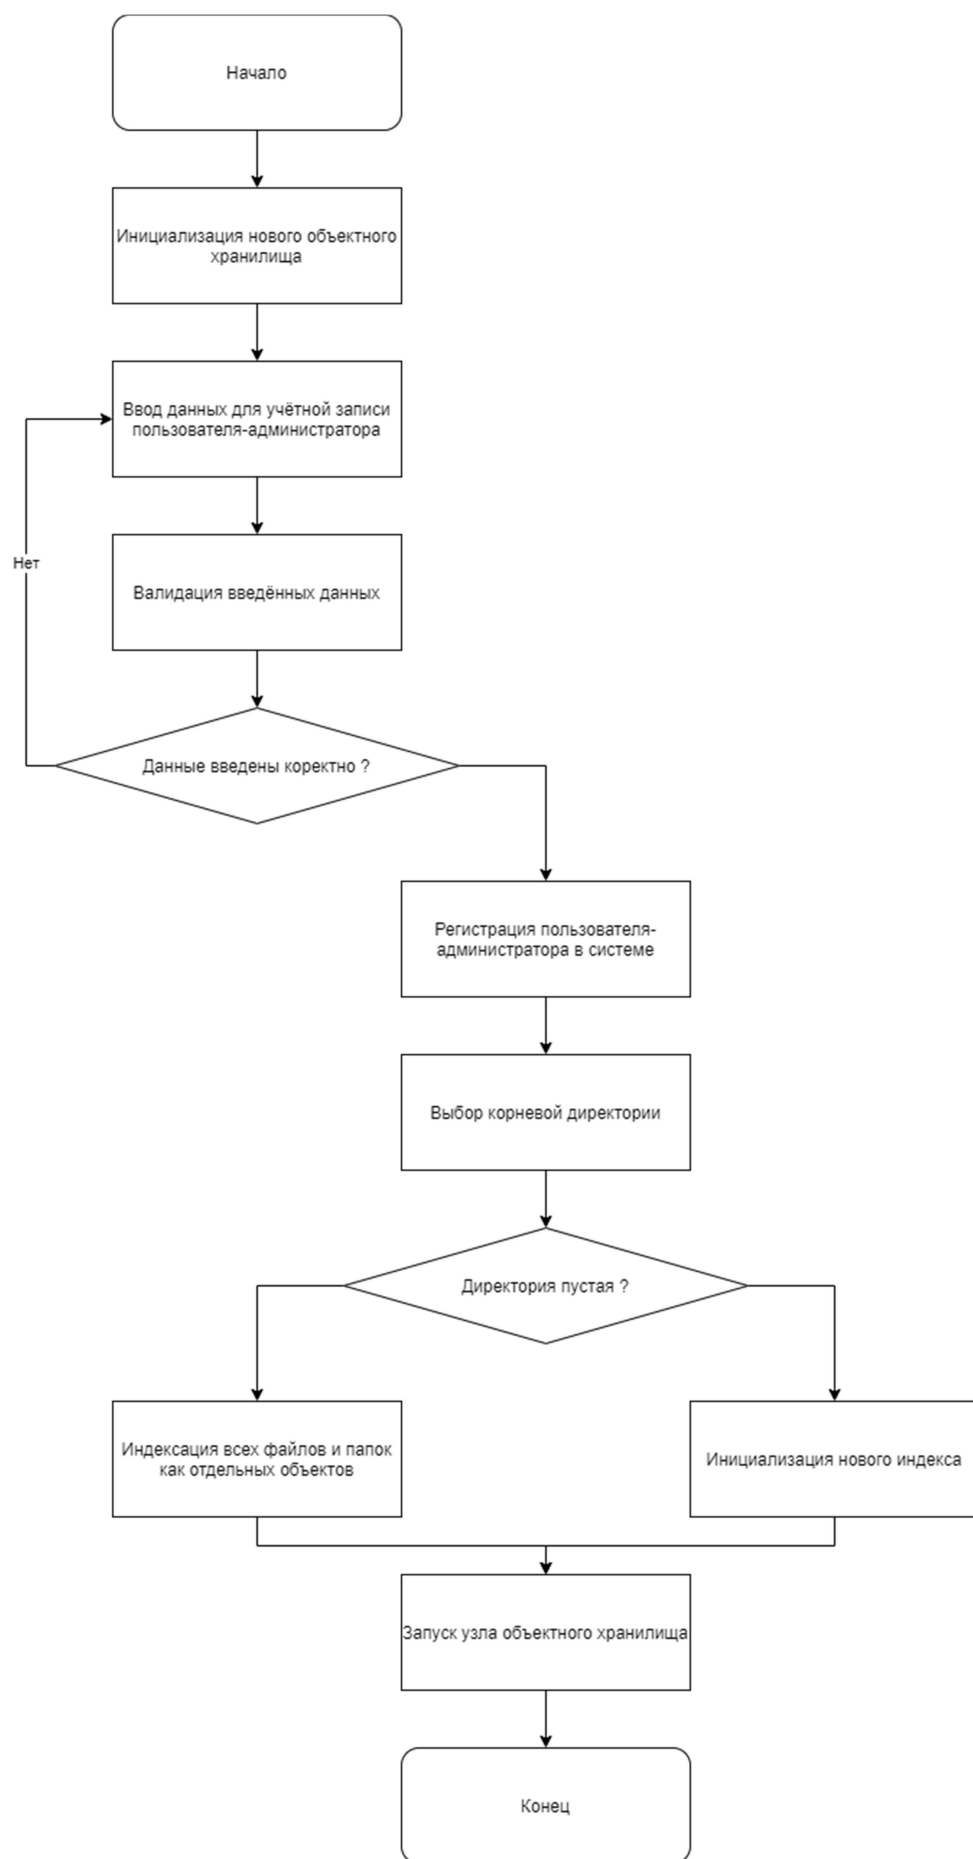 Начало
Инициализация нового объектного
хранилища
Ввод данных для учётной записи
пользователя-администратора
Нет
Валидация введённых данных
Данные введены коректно ?
Регистрация пользователя-
администратора в системе
Выбор корневой директории
Директория пустая ?
Индексация всех файлов и папок
как отдельных объектов
Инициализация нового индекса
Запуск узла объектного хранилища
Конец